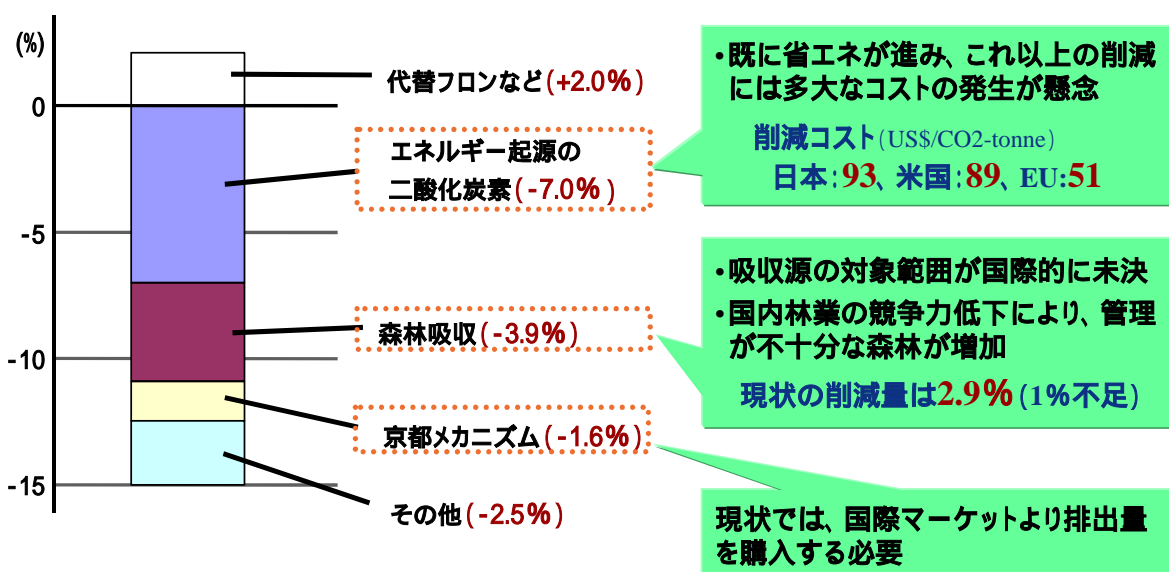 (%)
0
-5
-10
-15
代替フロンなど(+2.0%)
エネルギー起源の
二酸化炭素(-7.0%)
森林吸収(-3.9%)
京都メカニズム(-1.6%)
その他(-2.5%)
・既に省エネが進み、これ以上の削減
には多大なコストの発生が懸念
削減コスト(US$/CO2-tonne)
日本:93、米国:89、EU:51
・吸収源の対象範囲が国際的に未決
・国内林業の競争力低下により、管理
が不十分な森林が増加
現状の削減量は2.9%(1%不足)
現状では、国際マーケットより排出量
を購入する必要